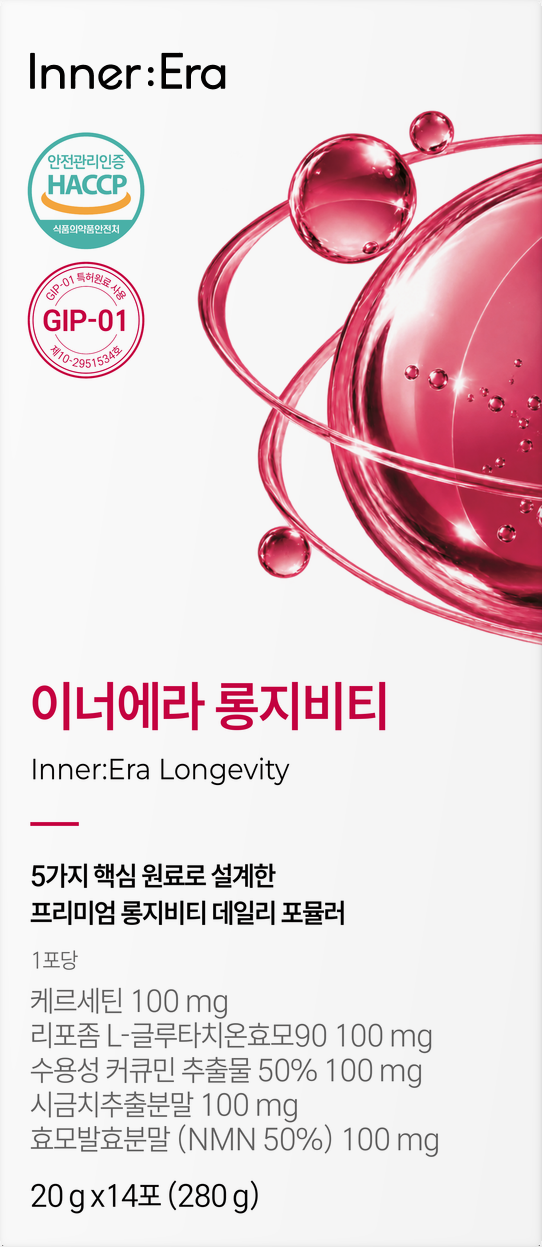 Inner:Era
안전관리인증
HACCP
식품의약품안전처
GIP-01 특허원료 사용
GIP-01
제10-2951534호
이너에라 롱지비티
Inner:Era Longevity
5가지 핵심 원료로 설계한
프리미엄 롱지비티 데일리 포뮬러
1포당
케르세틴 100 mg
리포좀 L-글루타치온효모90 100 mg
수용성 커큐민 추출물 50% 100 mg
시금치추출분말 100 mg
효모발효분말 (NMN 50%) 100 mg
20 g x14포 (280 g)